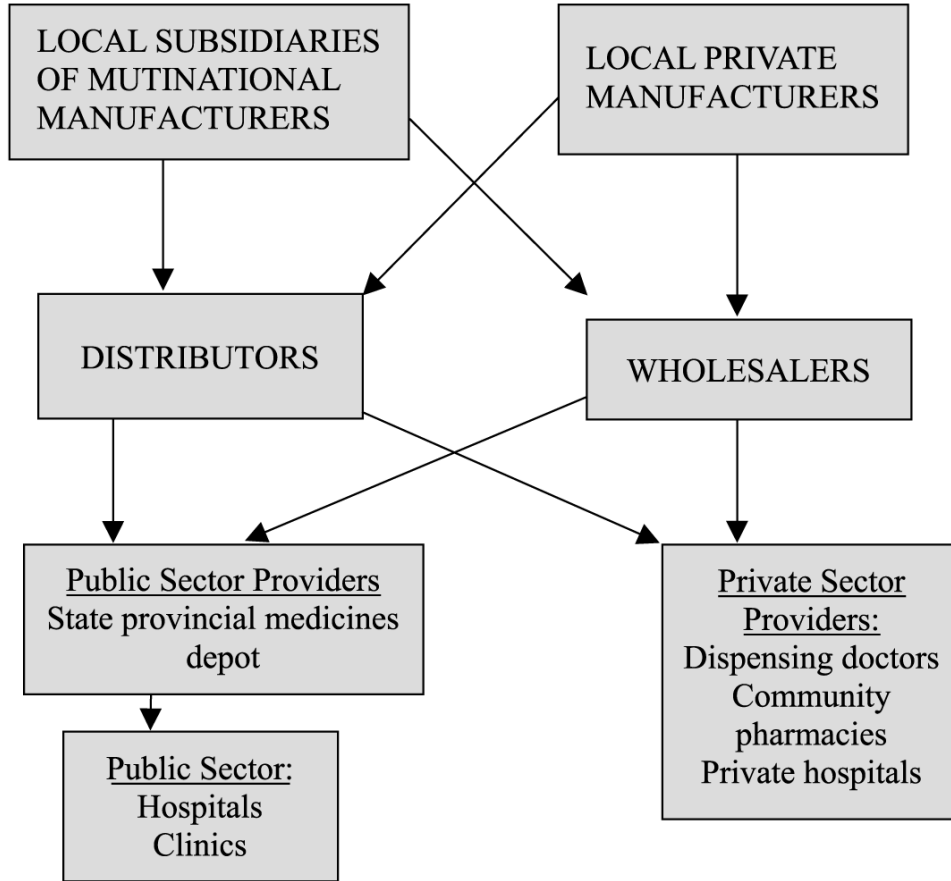 LOCAL SUBSIDIARIES
OF MUTINATIONAL
MANUFACTURERS
LOCAL PRIVATE
MANUFACTURERS
DISTRIBUTORS
WHOLESALERS
Public Sector Providers
State provincial medicines
depot
Private Sector
Providers:
Dispensing doctors
Community
pharmacies
Private hospitals
Public Sector:
Hospitals
Clinics